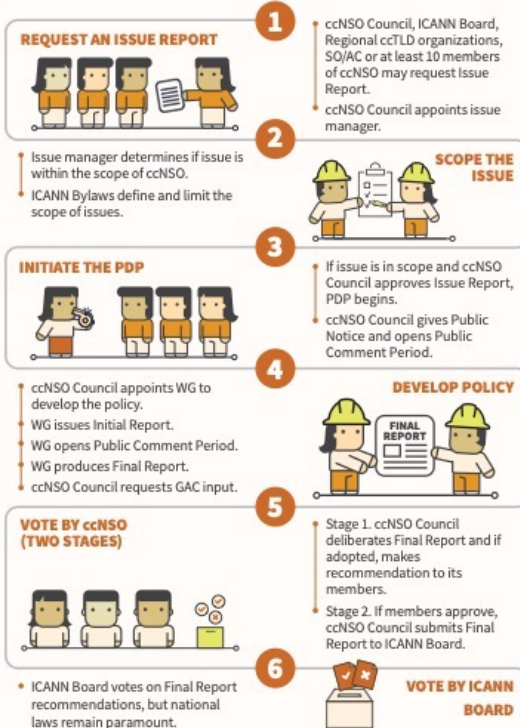 1
REQUEST AN ISSUE REPORT
ccNSO Council, ICANN Board,
Regional ccTLD organizations,
SO/AC or at least 10 members
of ccNSO may request Issue
Report.
ccNSO Council appoints issue
manager.
2
SCOPE THE
ISSUE
Issue manager determines if issue is
within the scope of ccNSO.
ICANN Bylaws define and limit the
scope of issues.
3
INITIATE THE PDP
If issue is in scope and ccNSO
Council approves Issue Report,
PDP begins.
ccNSO Council gives Public
Notice and opens Public
Comment Period.
4
DEVELOP POLICY
ccNSO Council appoints WG to
develop the policy.
WG issues Initial Report.
WG opens Public Comment Period.
WG produces Final Report.
ccNSO Council requests GAC input.
FINAL
REPORT
5
VOTE BY ccNSO
(TWO STAGES)
Stage 1. ccNSO Council
deliberates Final Report and if
adopted, makes
recommendation to its
members.
Stage 2. If members approve,
ccNSO Council submits Final
Report to ICANN Board.
6
VOTE BY ICANN
BOARD
ICANN Board votes on Final Report
recommendations, but national
laws remain paramount.